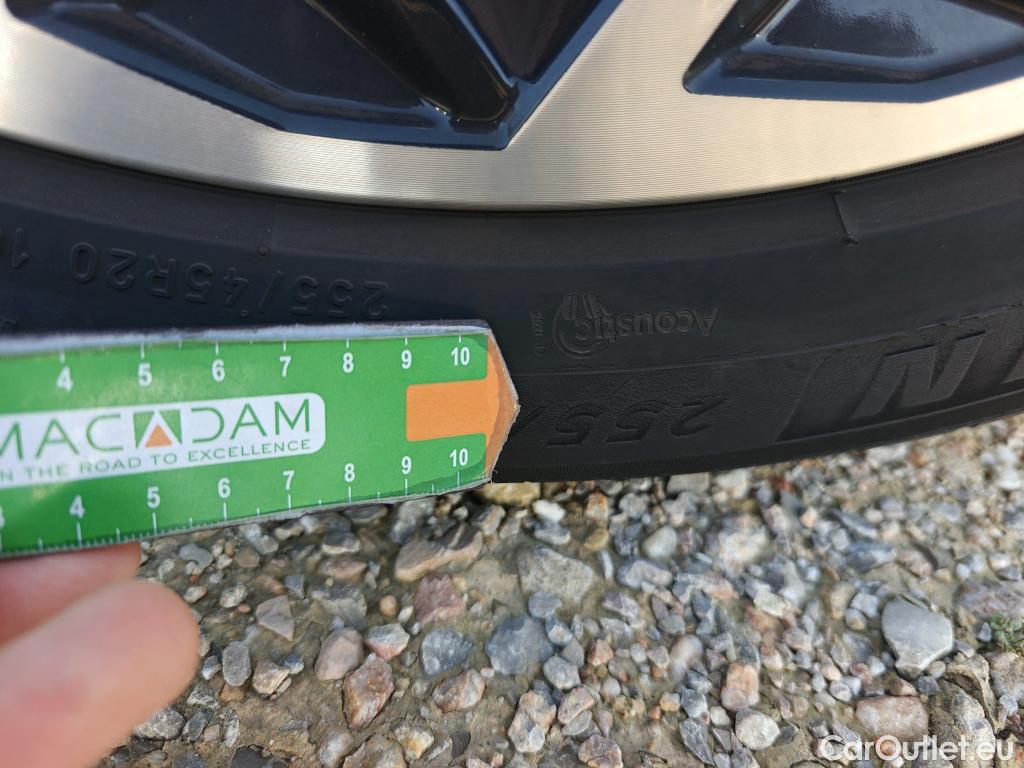 255/45R20
Acoustic
255/
4 5 6 7 8 9 10
MACADAM
N THE ROAD TO EXCELLENCE
3 4 5 6 7 8 9 10
CarOutlet.eu